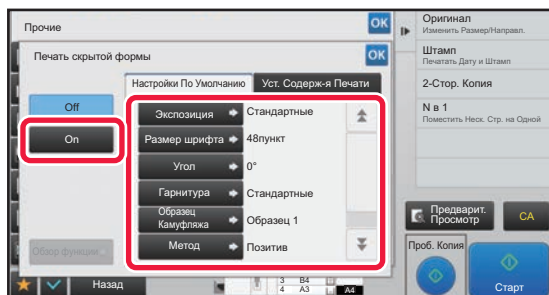 Прочие
OK
Печать скрытой формы
OK
Настройки По Умолчанию
Уст. Содерж-я Печати
Off
On
Экспозиция
Стандартные
Размер шрифта
48пункт
Угол
0°
Гарнитура
Стандартные
Образец
Камуфляжа
Образец 1
Метод
Позитив
Обзор функции
Назад
3 B4
4 A3
A4
Оригинал
Изменить Размер/Направл.
Штамп
Печатать Дату и Штамп
2-Стор. Копия
N в 1
Поместить Неск. Стр. на Одной
Предварит.
Просмотр
CA
Проб. Копия
Старт